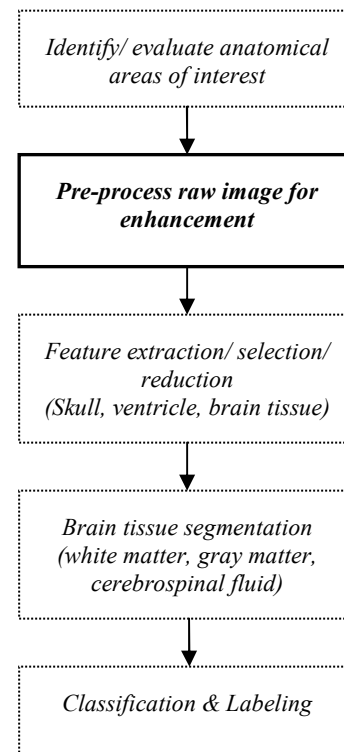 Identify/ evaluate anatomical
areas of interest
Pre-process raw image for
enhancement
Feature extraction/ selection/
reduction
(Skull, ventricle, brain tissue)
Brain tissue segmentation
(white matter, gray matter,
cerebrospinal fluid)
Classification & Labeling